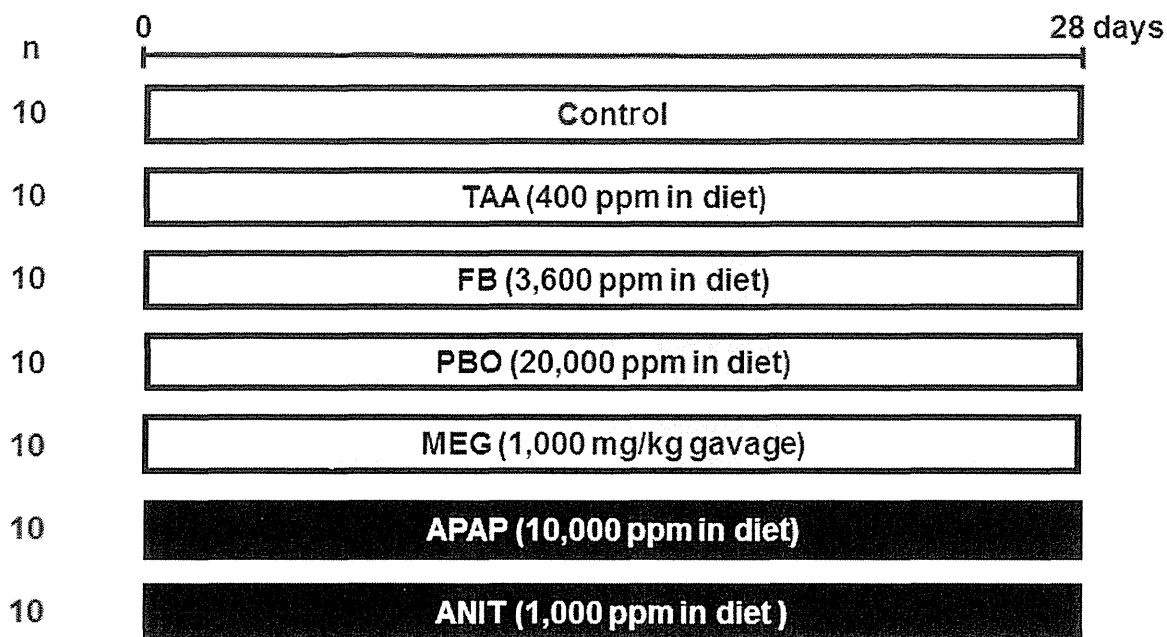 0 28 days
n
10 Control
10 TAA (400 ppm in diet)
10 FB (3,600 ppm in diet)
10 PBO (20,000 ppm in diet)
10 MEG (1,000 mg/kg gavage)
10 APAP (10,000 ppm in diet)
10 ANIT (1,000 ppm in diet )